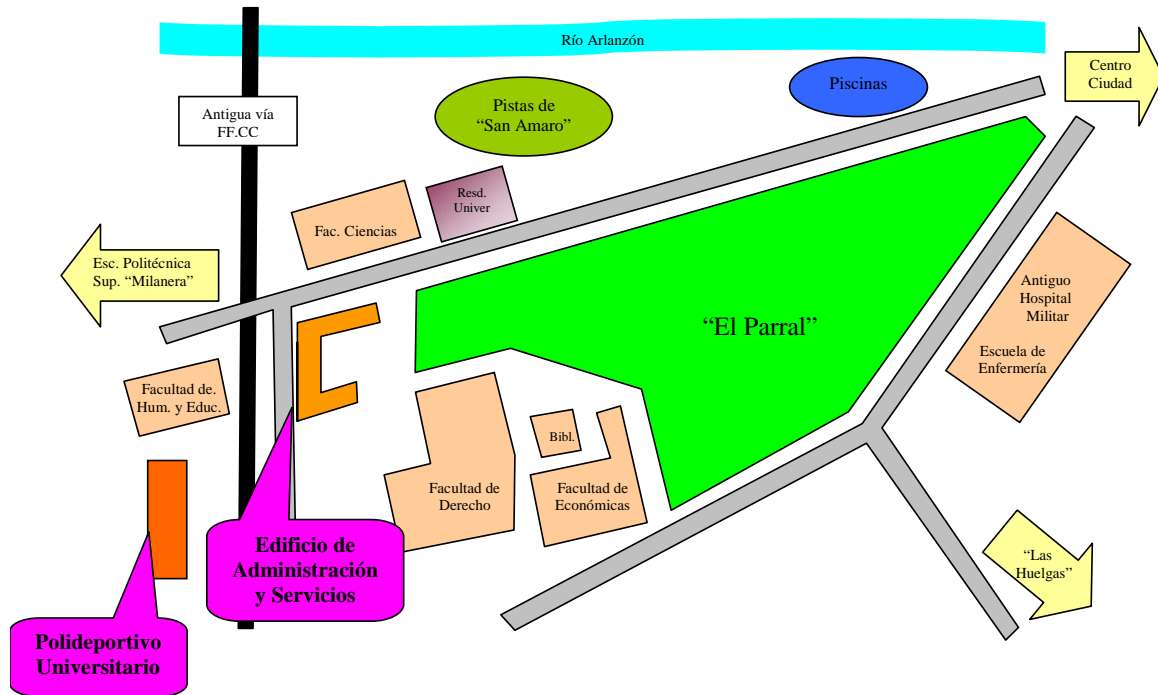 Río Arlanzón
Centro
Ciudad
Piscinas
Pistas de
“San Amaro”
Antigua vía
FF.CC
Resd.
Univer
Fac. Ciencias
Esc. Politécnica
Sup. “Milanera”
“El Parral”
Antiguo
Hospital
Militar
Escuela de
Enfermería
Facultad de.
Hum. y Educ.
Bibl.
Facultad de
Derecho
Facultad de
Económicas
Edificio de
Administración
y Servicios
“Las
Huelgas”
Polideportivo
Universitario